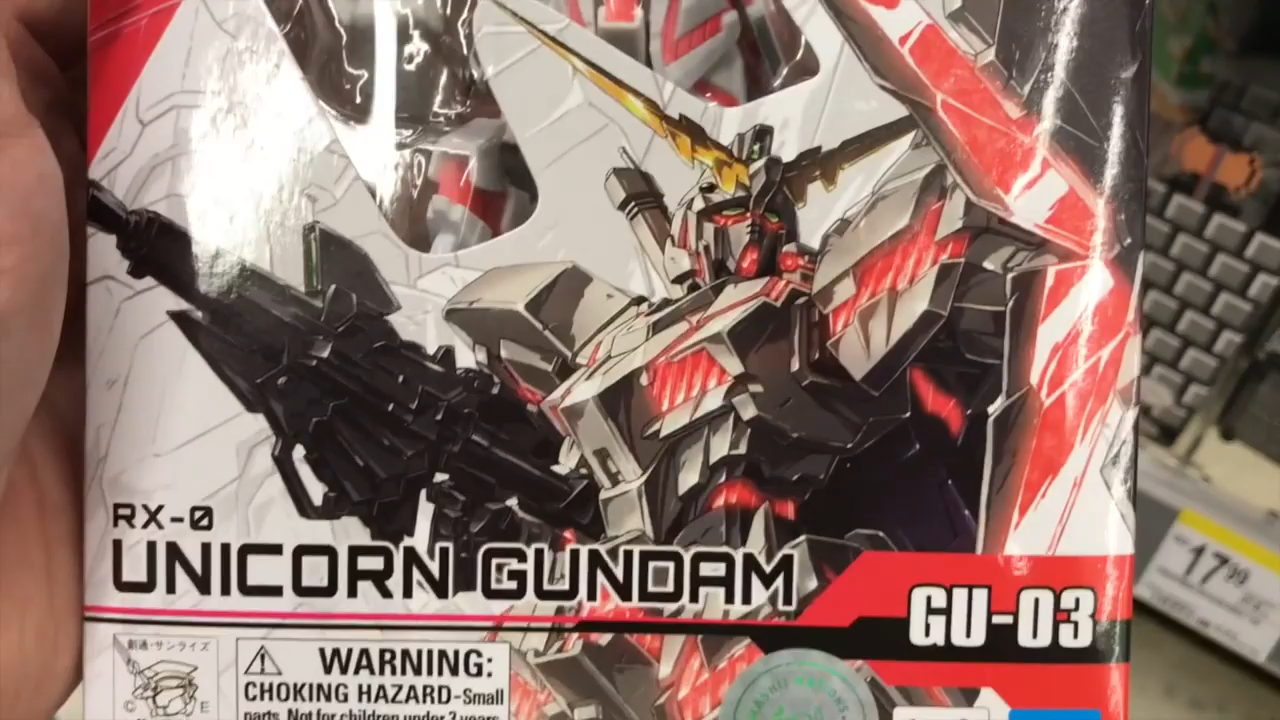 RX-0
UNICORN GUNDAM
GU-03
創通・サンライズ
WARNING:
CHOKING HAZARD-Small
parts. Not for children under 3 years.
17 99